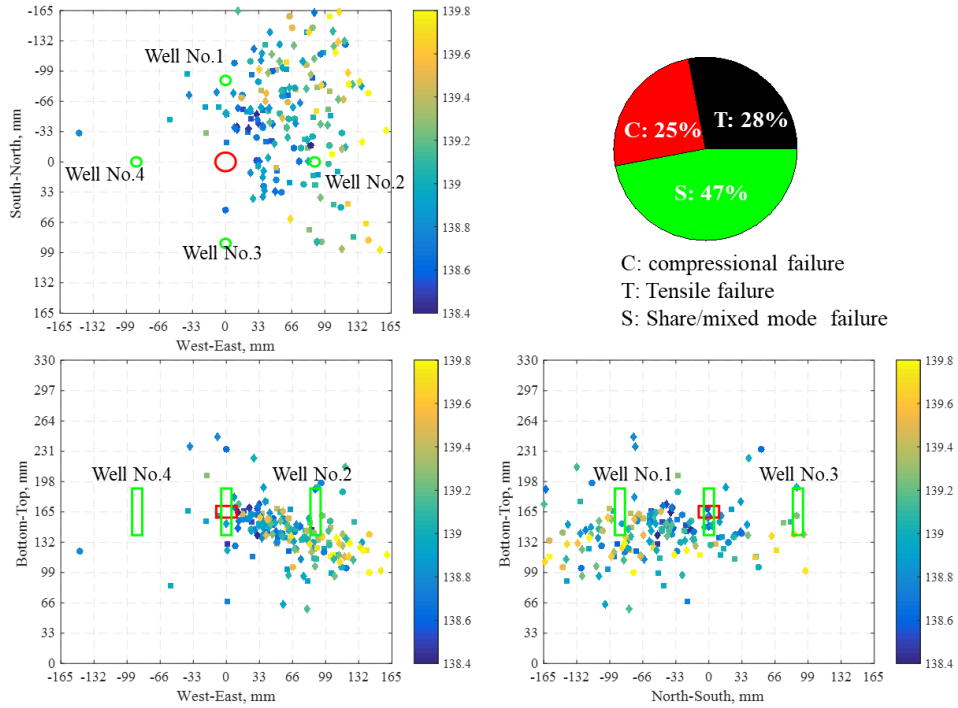 -165
-132
-99
-66
-33
0
33
66
99
132
165
South-North, mm
-165 -132 -99 -66 -33 0 33 66 99 132 165
West-East, mm
Well No.1
Well No.4
Well No.2
Well No.3
139.8
139.6
139.4
139.2
139
138.8
138.6
138.4
C: 25%
T: 28%
S: 47%
C: compressional failure
T: Tensile failure
S: Share/mixed mode failure
330
297
264
231
198
165
132
99
66
33
0
Bottom-Top, mm
-165 -132 -99 -66 -33 0 33 66 99 132 165
West-East, mm
Well No.4
Well No.2
139.8
139.6
139.4
139.2
139
138.8
138.6
138.4
330
297
264
231
198
165
132
99
66
33
0
Bottom-Top, mm
-165 -132 -99 -66 -33 0 33 66 99 132 165
North-South, mm
Well No.1
Well No.3
139.8
139.6
139.4
139.2
139
138.8
138.6
138.4